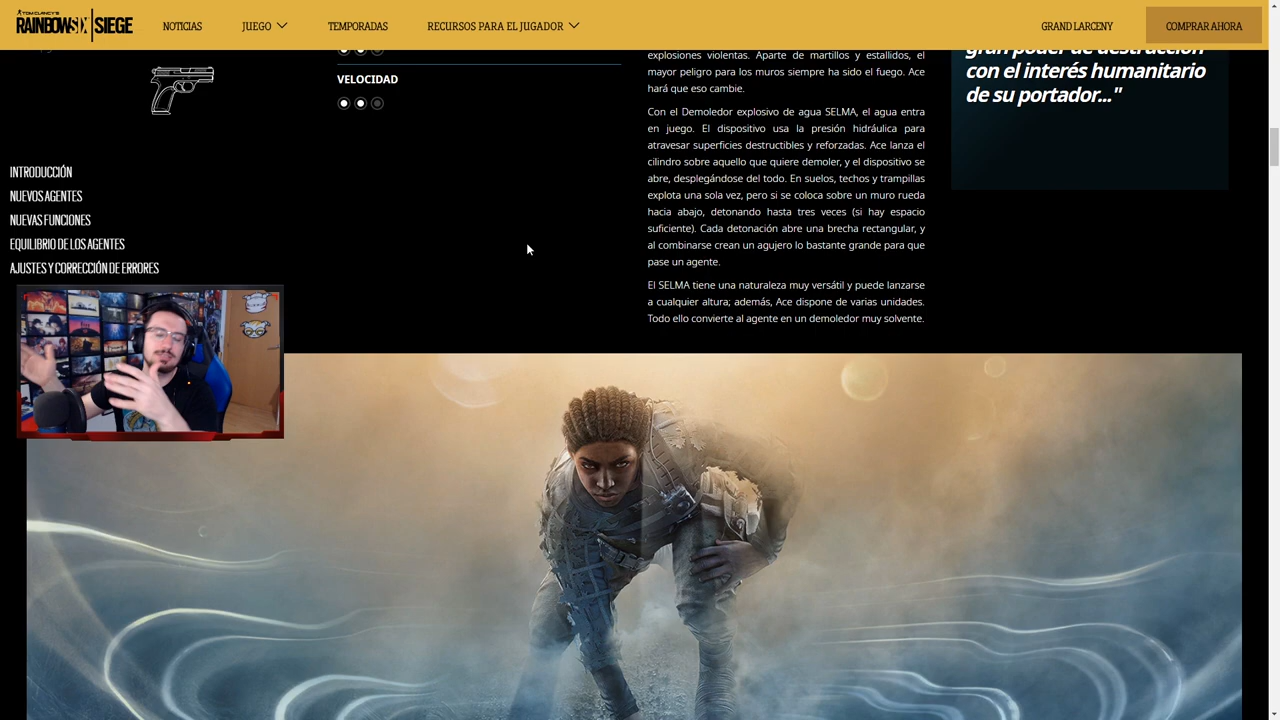 TOM CLANCY'S
RAINBOWSIX | SIEGE
NOTICIAS
JUEGO
TEMPORADAS
RECURSOS PARA EL JUGADOR
GRAND LARCENY
COMPRAR AHORA
VELOCIDAD
INTRODUCCIÓN
NUEVOS AGENTES
NUEVAS FUNCIONES
EQUILIBRIO DE LOS AGENTES
AJUSTES Y CORRECCIÓN DE ERRORES
explosiones violentas. Aparte de martillos y estallidos, el
mayor peligro para los muros siempre ha sido el fuego. Ace
hará que eso cambie.
Con el Demoledor explosivo de agua SELMA, el agua entra
en juego. El dispositivo usa la presión hidráulica para
atravesar superficies destructibles y reforzadas. Ace lanza el
cilindro sobre aquello que quiere demoler, y el dispositivo se
abre, desplegándose del todo. En suelos, techos y trampillas
explota una sola vez, pero si se coloca sobre un muro rueda
hacia abajo, detonando hasta tres veces (si hay espacio
suficiente). Cada detonación abre una brecha rectangular, y
al combinarse crean un agujero lo bastante grande para que
pase un agente.
El SELMA tiene una naturaleza muy versátil y puede lanzarse
a cualquier altura; además, Ace dispone de varias unidades.
Todo ello convierte al agente en un demoledor muy solvente.
gran poder de destrucción
con el interés humanitario
de su portador..."